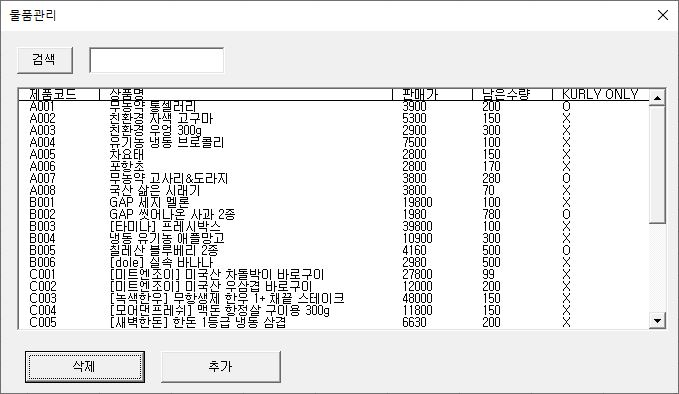 물품관리
검색
제품코드 상품명 판매가 남은수량 KURLY ONLY
A001 무농약 통셀러리 3900 200 O
A002 친환경 자색 고구마 5300 150 X
A003 친환경 우엉 300g 2900 300 X
A004 유기농 냉동 브로콜리 7500 100 X
A005 차요태 2800 150 X
A006 포항초 2800 170 X
A007 무농약 고사리&도라지 3800 280 O
A008 국산 삶은 시래기 3800 70 X
B001 GAP 세지 멜론 19800 100 X
B002 GAP 씻어나온 사과 2종 1980 780 O
B003 [타미나] 프레시박스 39800 100 X
B004 냉동 유기농 애플망고 10900 300 X
B005 칠레산 블루베리 2종 4160 500 O
B006 [dole] 실속 바나나 2980 500 X
C001 [미트엔조이] 미국산 차돌박이 바로구이 27800 99 X
C002 [미트엔조이] 미국산 우삼겹 바로구이 12000 200 X
C003 [녹색한우] 무항생제 한우 1+ 채끝 스테이크 48000 150 X
C004 [모어댄프레쉬] 백돈 항정살 구이용 300g 11800 150 X
C005 [새벽한돈] 한돈 1등급 냉동 삼겹 6630 200 X
삭제 추가